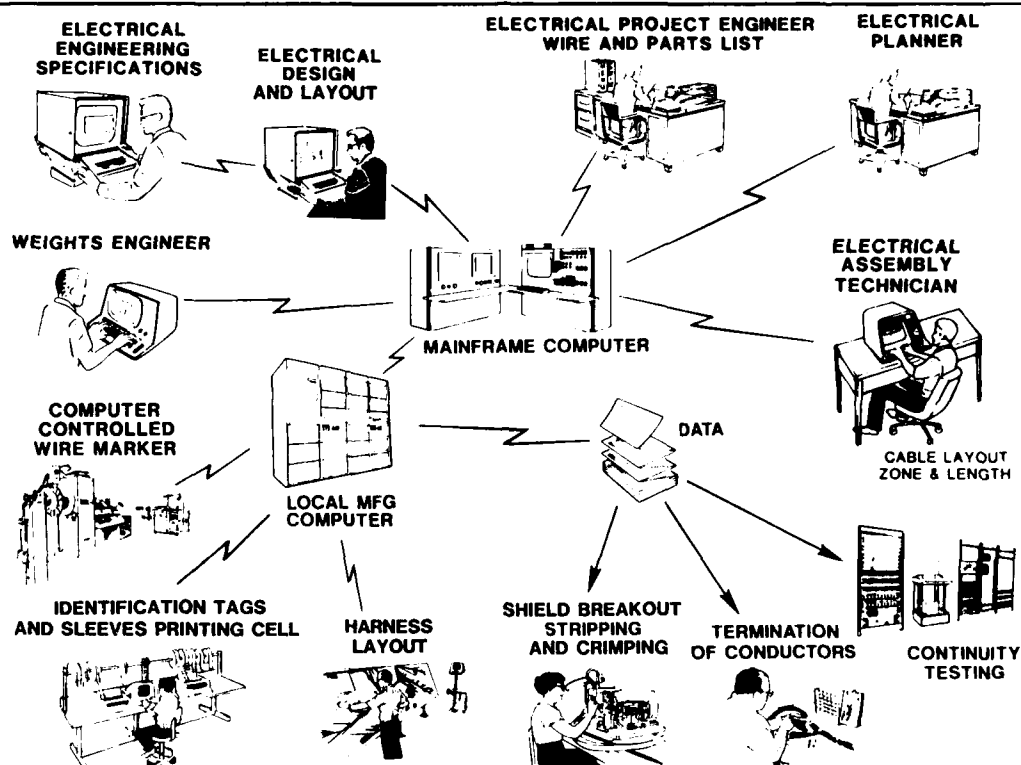 ELECTRICAL
ENGINEERING
SPECIFICATIONS
ELECTRICAL
DESIGN
AND LAYOUT
ELECTRICAL PROJECT ENGINEER
WIRE AND PARTS LIST
ELECTRICAL
PLANNER
WEIGHTS ENGINEER
MAINFRAME COMPUTER
ELECTRICAL
ASSEMBLY
TECHNICIAN
CABLE LAYOUT
ZONE & LENGTH
COMPUTER
CONTROLLED
WIRE MARKER
LOCAL MFG
COMPUTER
DATA
IDENTIFICATION TAGS
AND SLEEVES PRINTING CELL
HARNESS
LAYOUT
SHIELD BREAKOUT
STRIPPING
AND CRIMPING
TERMINATION
OF CONDUCTORS
CONTINUITY
TESTING